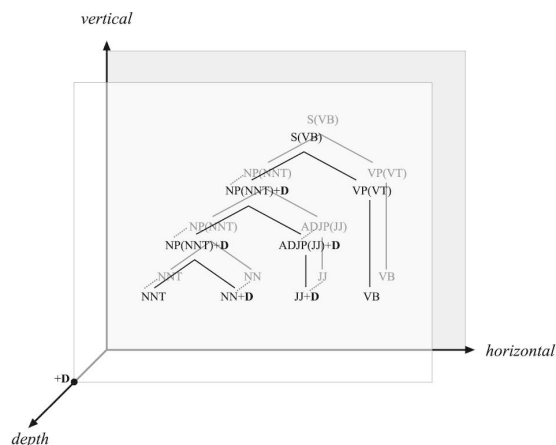 vertical
S(VB)
S(VB)
NP(NNT) VP(VT)
NP(NNT)+D VP(VT)
NP(NNT) ADJP(JJ)
NP(NNT)+D ADJP(JJ)+D
NNT NN JJ VB
NNT NN+D JJ+D VB
horizontal
+D
depth